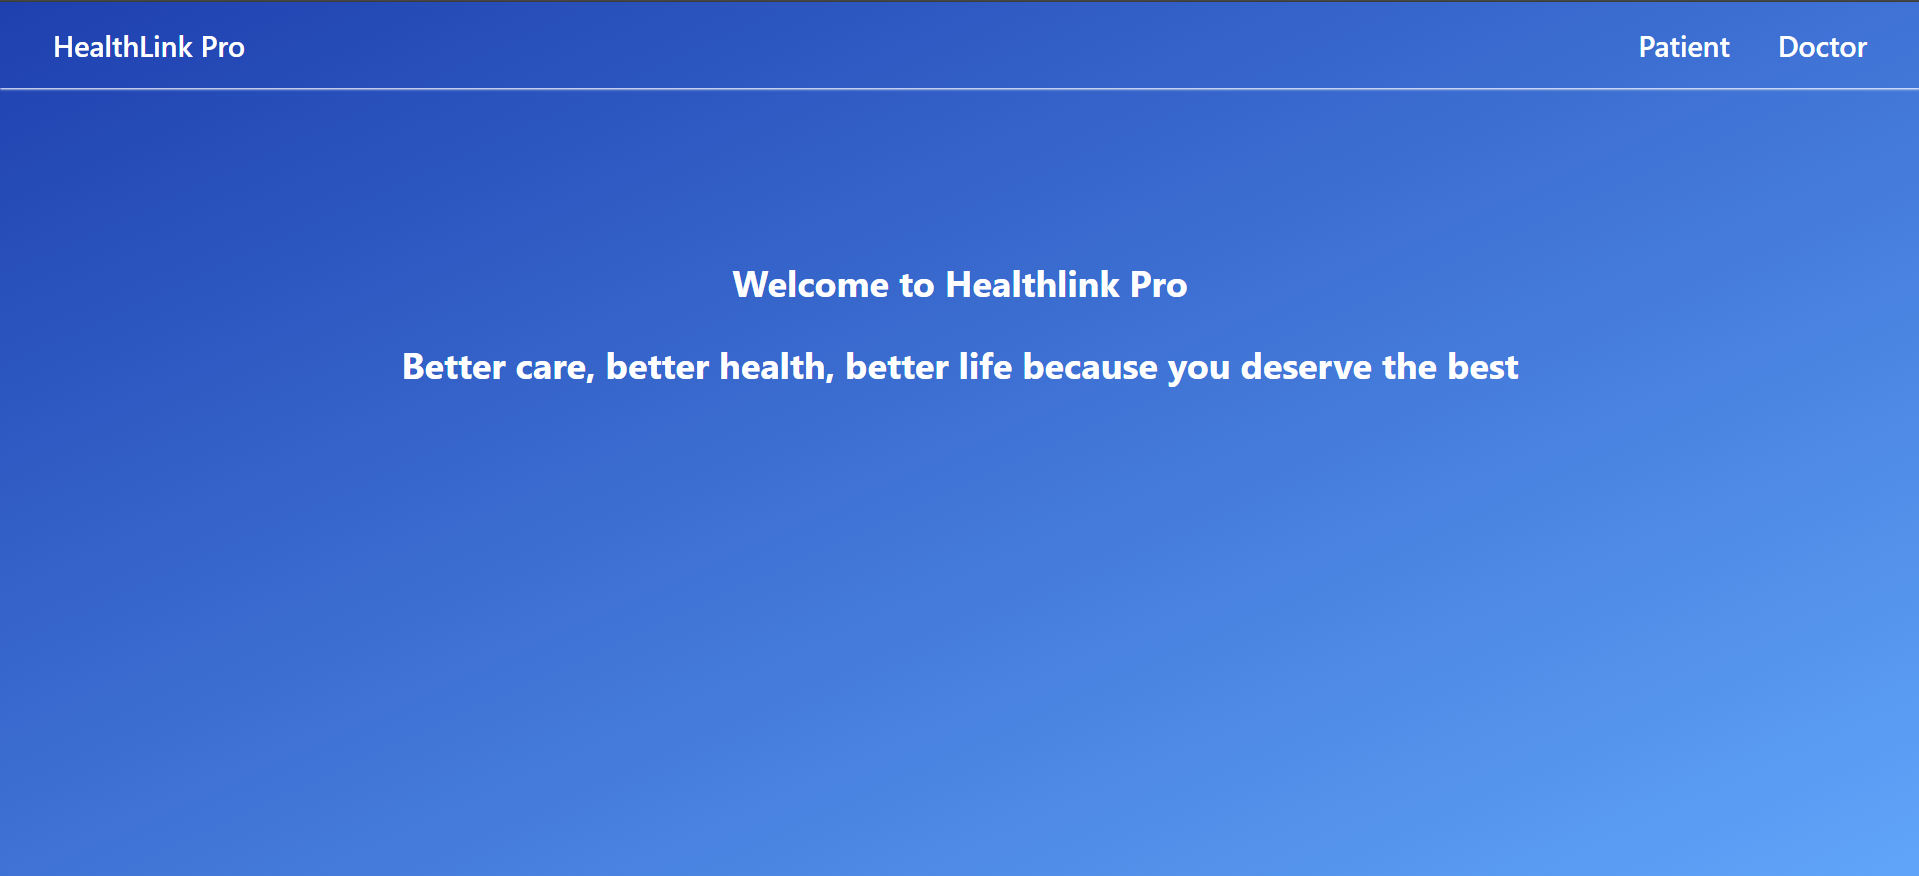 HealthLink Pro
Patient
Doctor
Welcome to Healthlink Pro
Better care, better health, better life because you deserve the best